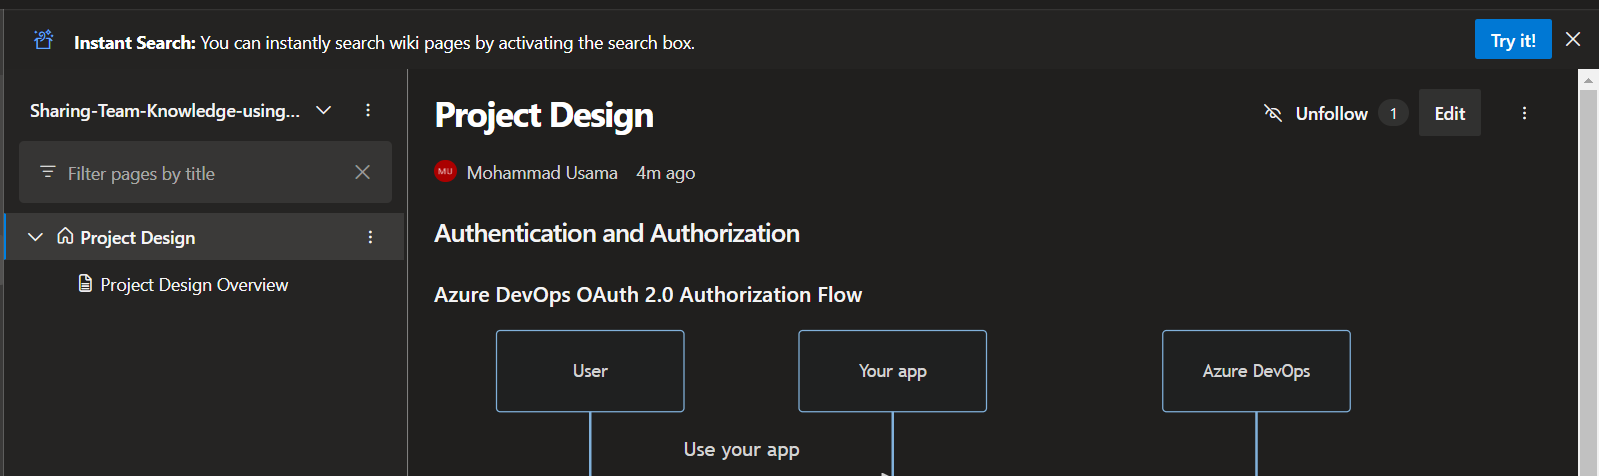 Instant Search: You can instantly search wiki pages by activating the search box.
Try it!
Sharing-Team-Knowledge-using...
Filter pages by title
Project Design
Project Design Overview
Project Design
Unfollow 1
Edit
MU Mohammad Usama 4m ago
Authentication and Authorization
Azure DevOps OAuth 2.0 Authorization Flow
User
Your app
Azure DevOps
Use your app